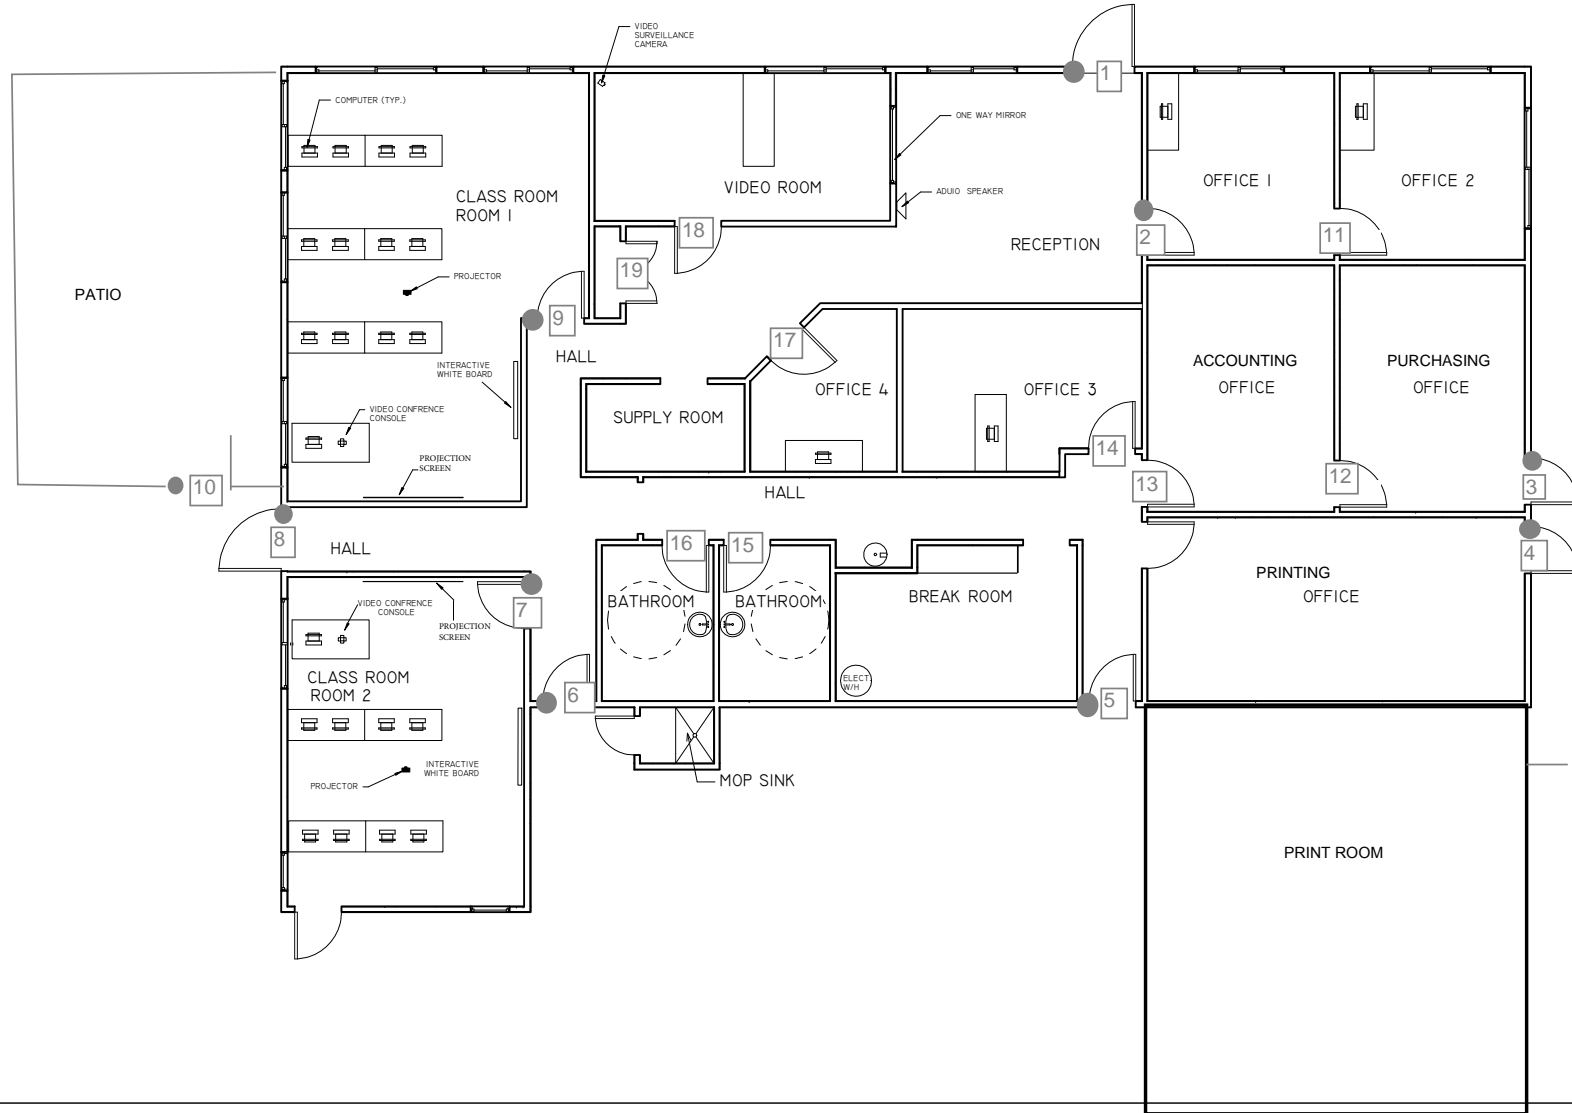 VIDEO
SURVEILLANCE
CAMERA
1
COMPUTER (TYP.)
ONE WAY MIRROR
VIDEO ROOM
OFFICE 1
OFFICE 2
CLASS ROOM
ROOM 1
ADUIO SPEAKER
18
2
11
RECEPTION
19
PROJECTOR
PATIO
9
17
HALL
INTERACTIVE
WHITE BOARD
ACCOUNTING
OFFICE
PURCHASING
OFFICE
OFFICE 4
OFFICE 3
VIDEO CONFRENCE
CONSOLE
SUPPLY ROOM
14
PROJECTION
SCREEN
10
HALL
13
12
3
8
HALL
16
15
4
PRINTING
OFFICE
BATHROOM
BATHROOM
BREAK ROOM
7
VIDEO CONFRENCE
CONSOLE
PROJECTION
SCREEN
CLASS ROOM
ROOM 2
ELECT.
W/H
6
5
INTERACTIVE
WHITE BOARD
PROJECTOR
MOP SINK
PRINT ROOM